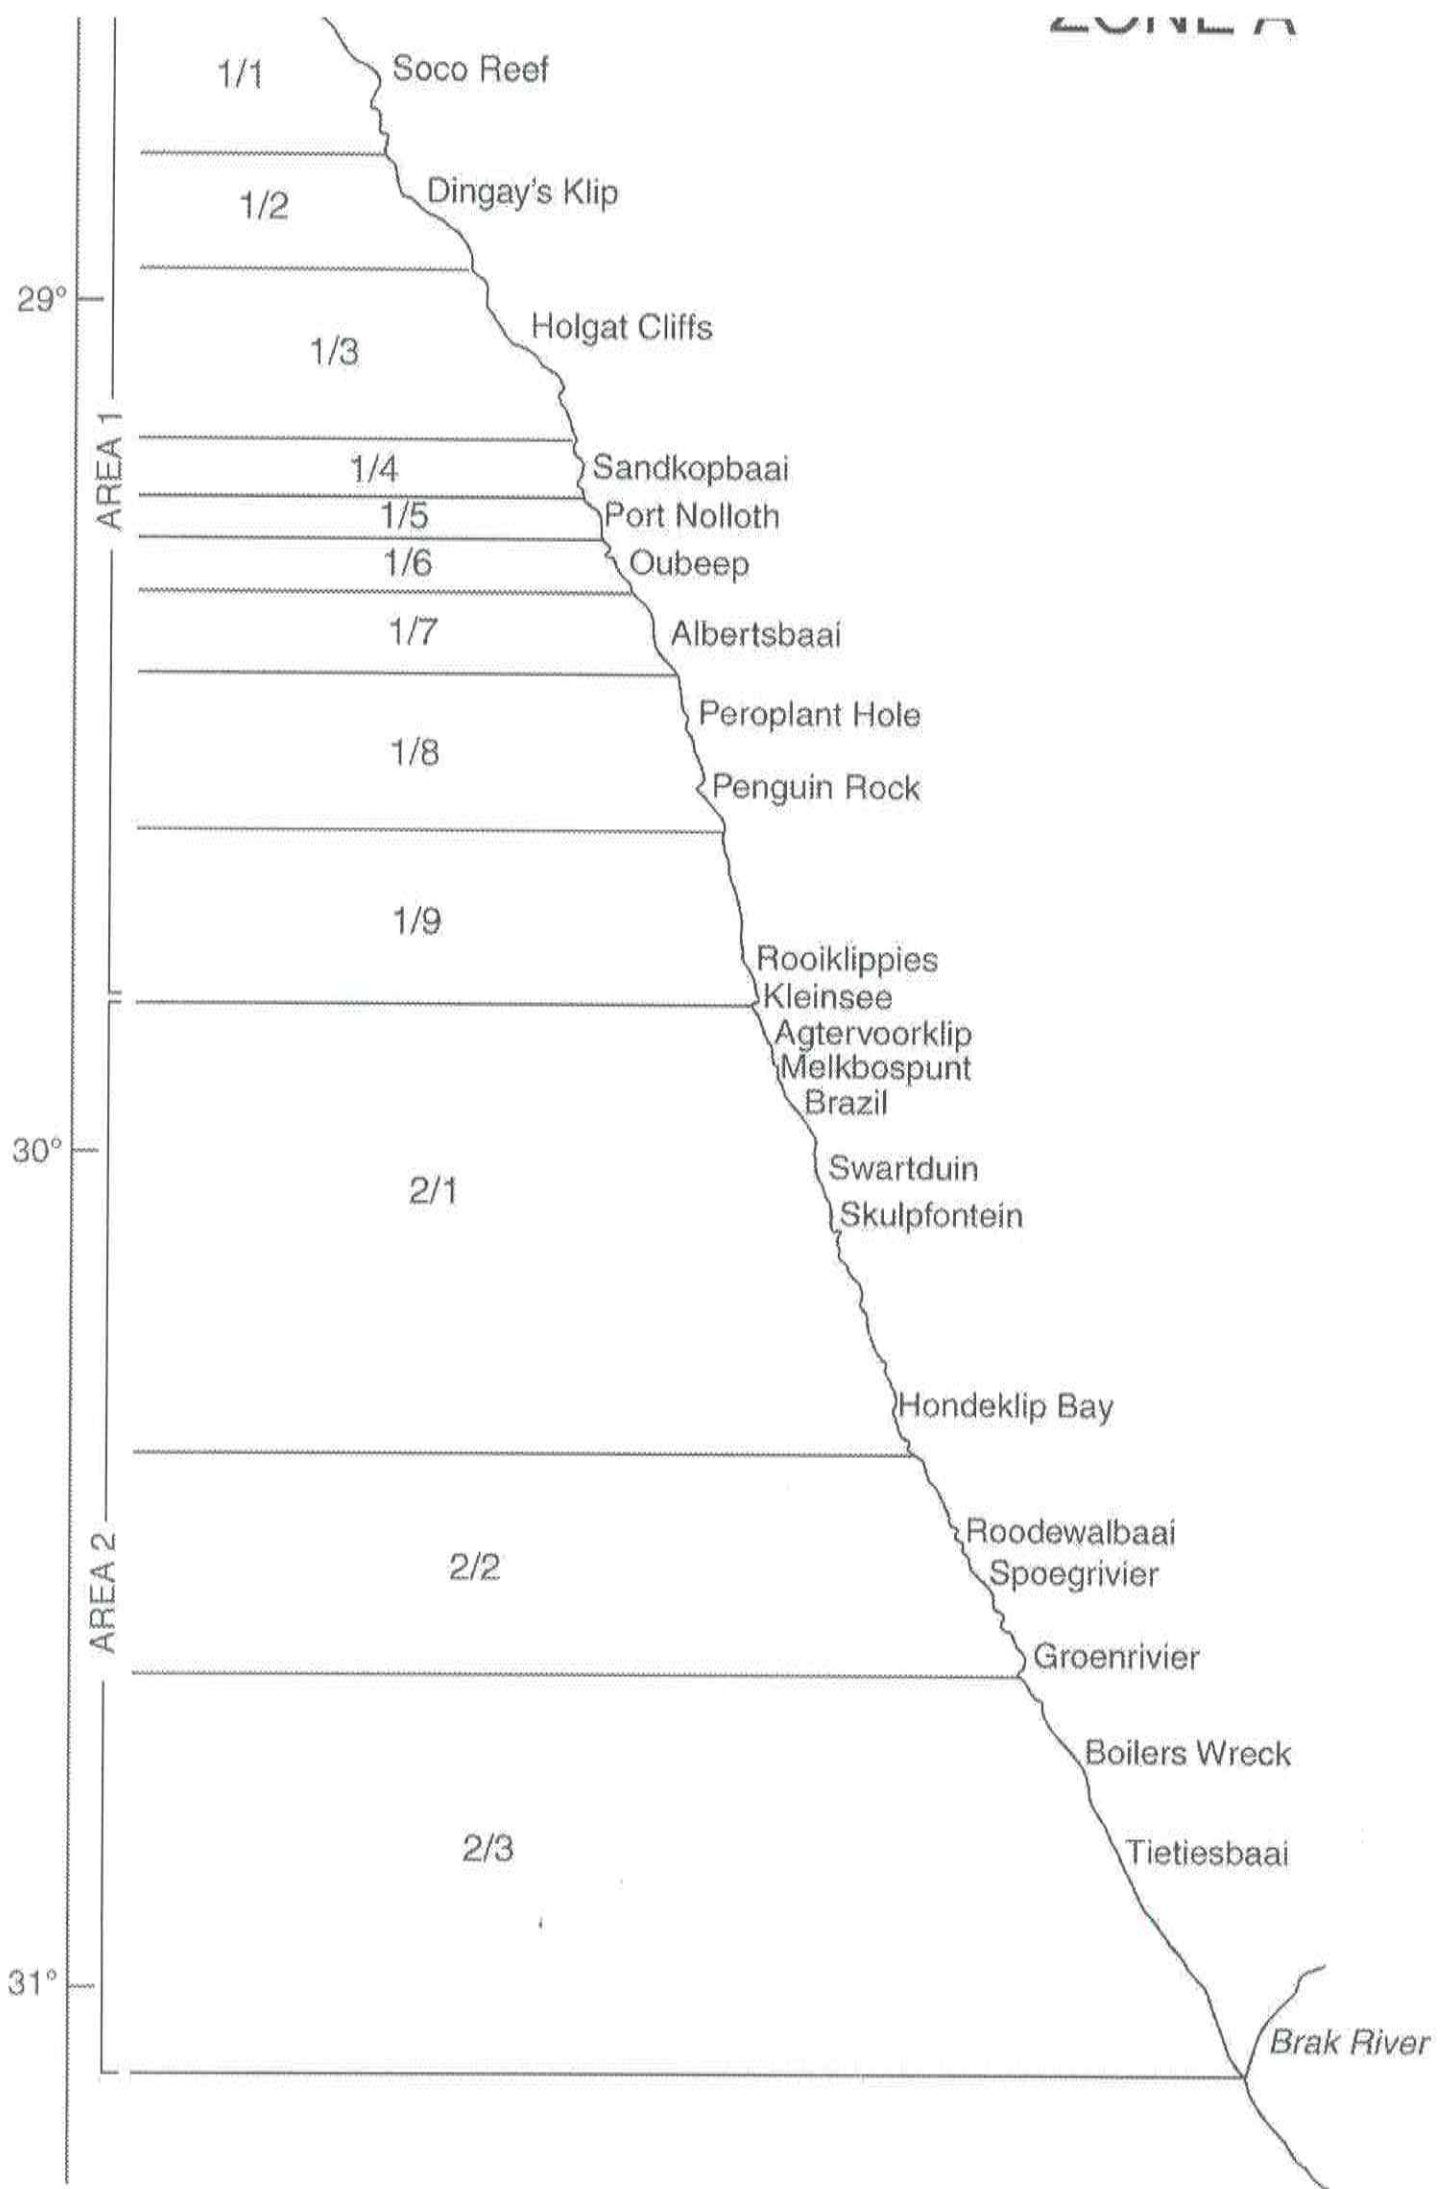 ZONE A
1/1
Soco Reef
1/2
Dingay's Klip
29°
Holgat Cliffs
1/3
AREA 1
1/4
Sandkopbaai
1/5
Port Nolloth
1/6
Oubeep
1/7
Albertsbaai
Peroplant Hole
1/8
Penguin Rock
1/9
Rooiklippies
Kleinsee
Agtervoorklip
Melkbospunt
Brazil
30°
Swartduin
2/1
Skulpfontein
Hondeklip Bay
Roodewalbaai
2/2
Spoegrivier
AREA 2
Groenrivier
Boilers Wreck
2/3
Tietiesbaai
31°
Brak River